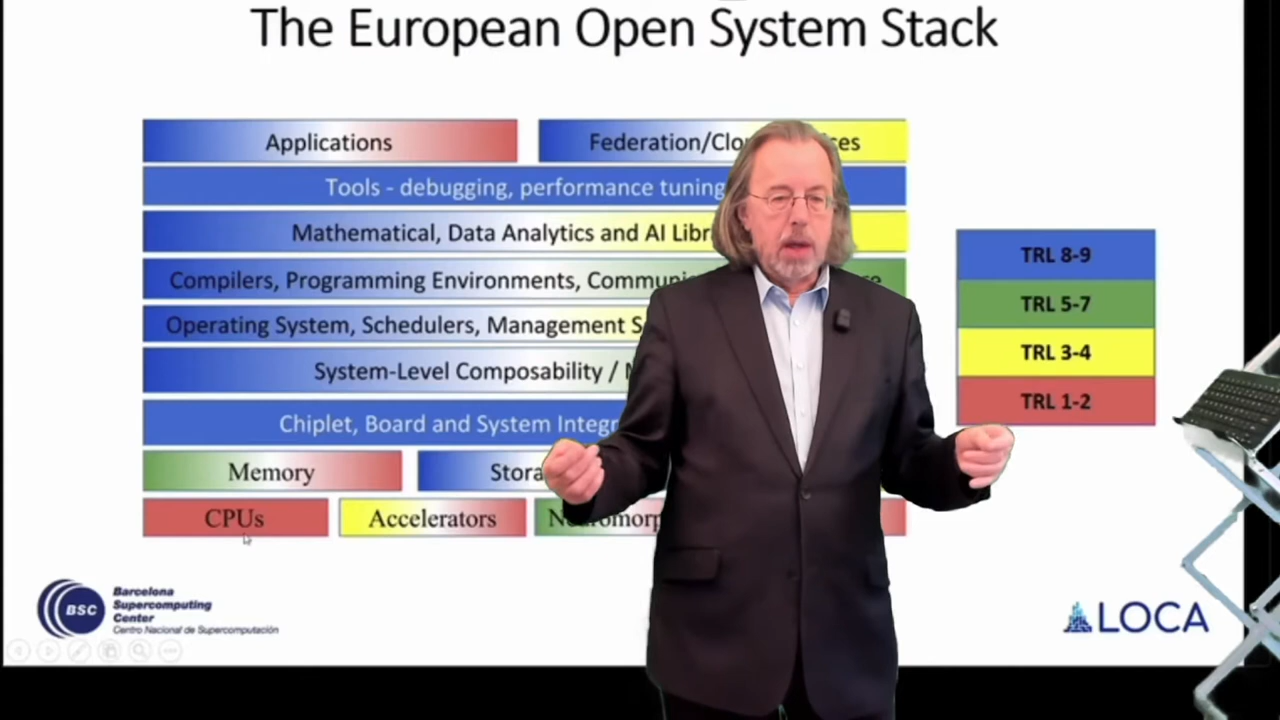 The European Open System Stack
Applications
Federation/Clo
es
Tools - debugging, performance tuning
Mathematical, Data Analytics and AI Libr
Compilers, Programming Environments, Commun
re
Operating System, Schedulers, Management S
System-Level Composability /
Chiplet, Board and System Integr
Memory
Stora
CPUs
Accelerators
TRL 8-9
TRL 5-7
TRL 3-4
TRL 1-2
BSC
Barcelona
Supercomputing
Center
Centro Nacional de Supercomputación
LOCA